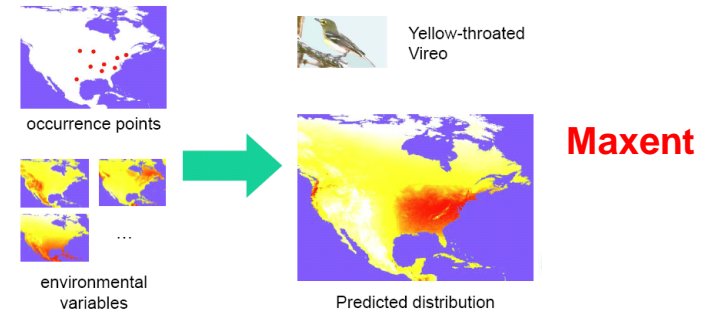 occurrence points
environmental
variables
...
Yellow-throated
Vireo
Predicted distribution
Maxent